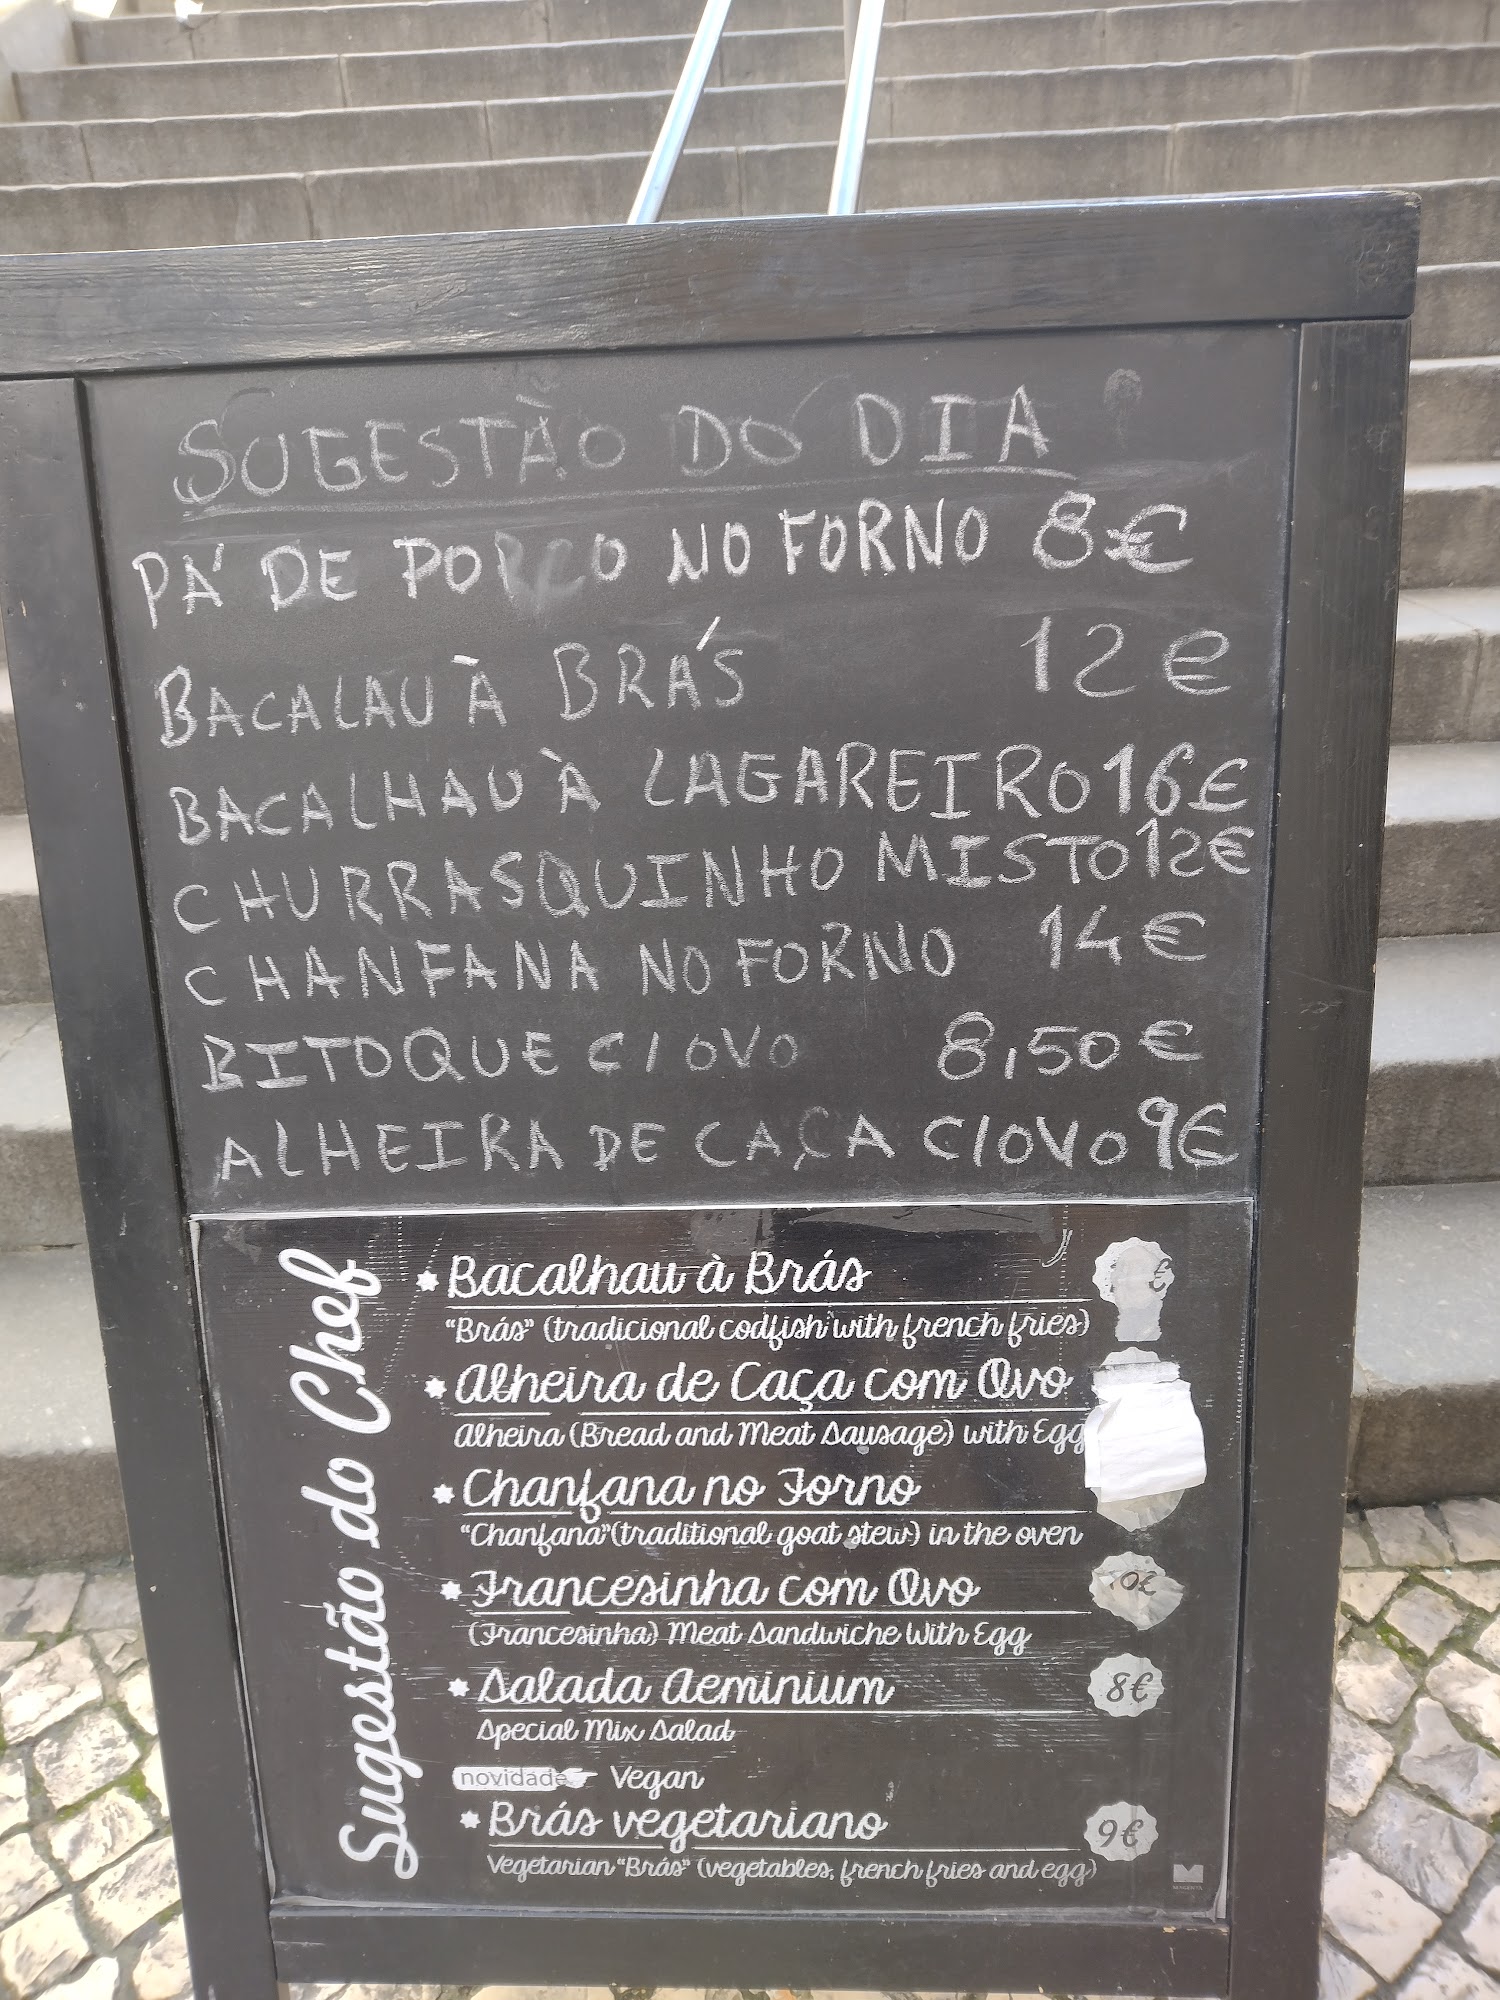 SUGESTÃO DO DIA
PÁ DE PORCO NO FORNO 8€
BACALAU À BRÁS 12€
BACALHAU À LAGAREIRO 16€
CHURRASQUINHO MISTO 12€
CHANFANA NO FORNO 14€
BITOQUE C/OVO 8,50€
ALHEIRA DE CAÇA C/OVO 9€
Sugestão do Chef
Bacalhau à Brás €
"Brás" (tradicional codfish with french fries)
Alheira de Caça com Ovo
Alheira (Bread and Meat Sausage) with Egg
Chanfana no Forno
"Chanfana" (traditional goat stew) in the oven
Francesinha com Ovo 10€
(Francesinha) Meat Sandwiche With Egg
Salada Aeminium 8€
Special Mix Salad
novidade Vegan
Brás vegetariano 9€
Vegetarian "Brás" (vegetables, french fries and egg)